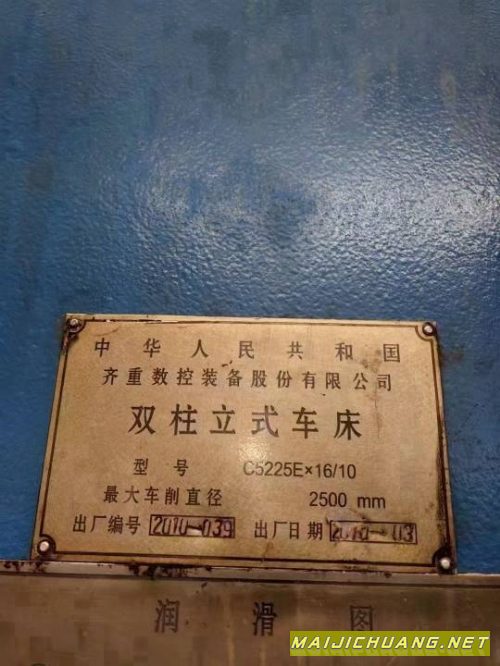 中华人民共和国
齐重数控装备股份有限公司
双柱立式车床
型号 C5225E×16/10
最大车削直径 2500 mm
出厂编号 2010-039 出厂日期 2010-03
润滑图
MAIJICHUANG.NET